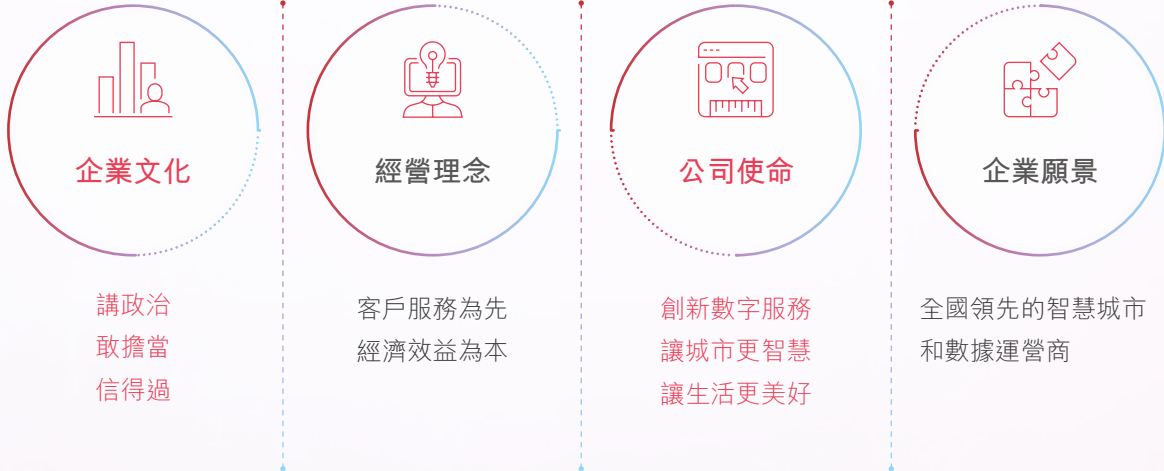 企業文化
講政治
敢擔當
信得過
經營理念
客戶服務為先
經濟效益為本
公司使命
創新數字服務
讓城市更智慧
讓生活更美好
企業願景
全國領先的智慧城市
和數據運營商